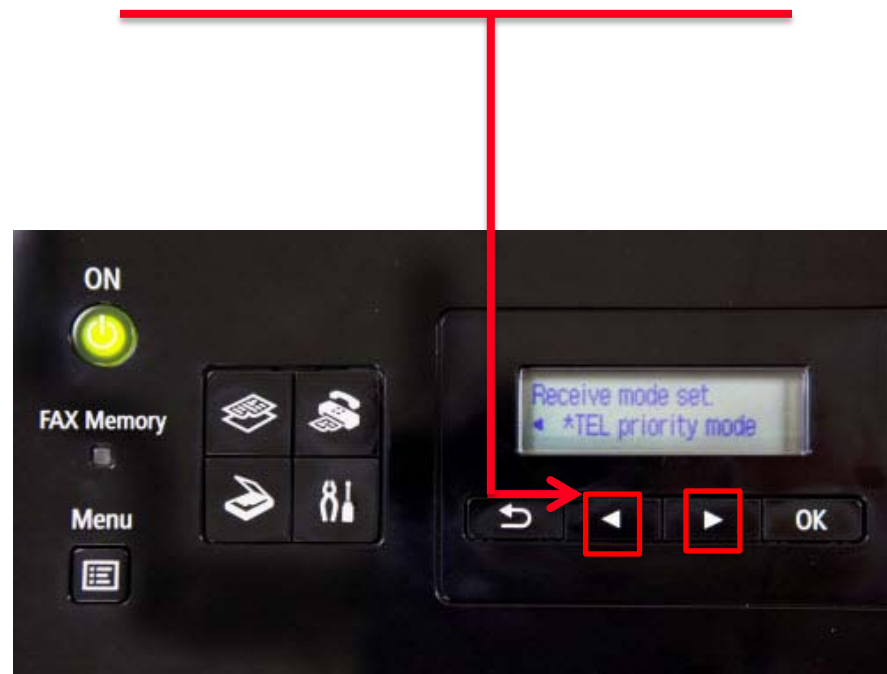 ON
FAX Memory
Menu
Receive mode set.
*TEL priority mode
OK